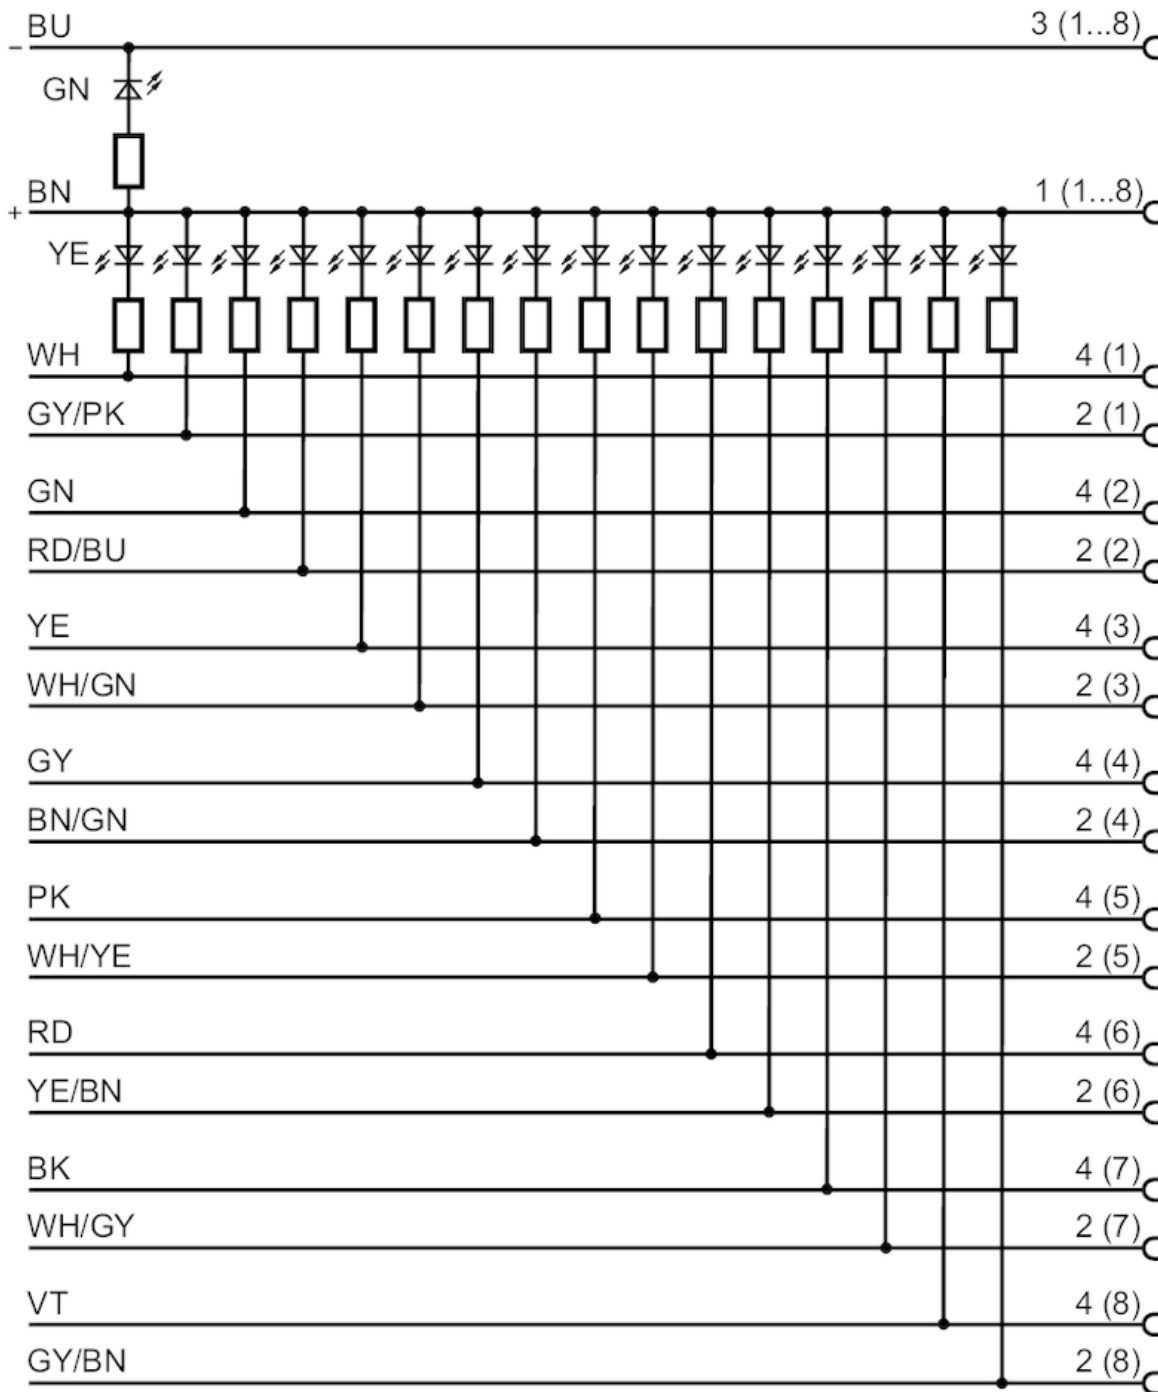 BU 3 (1...8)
−
GN
BN 1 (1...8)
+
YE
WH 4 (1)
GY/PK 2 (1)
GN 4 (2)
RD/BU 2 (2)
YE 4 (3)
WH/GN 2 (3)
GY 4 (4)
BN/GN 2 (4)
PK 4 (5)
WH/YE 2 (5)
RD 4 (6)
YE/BN 2 (6)
BK 4 (7)
WH/GY 2 (7)
VT 4 (8)
GY/BN 2 (8)